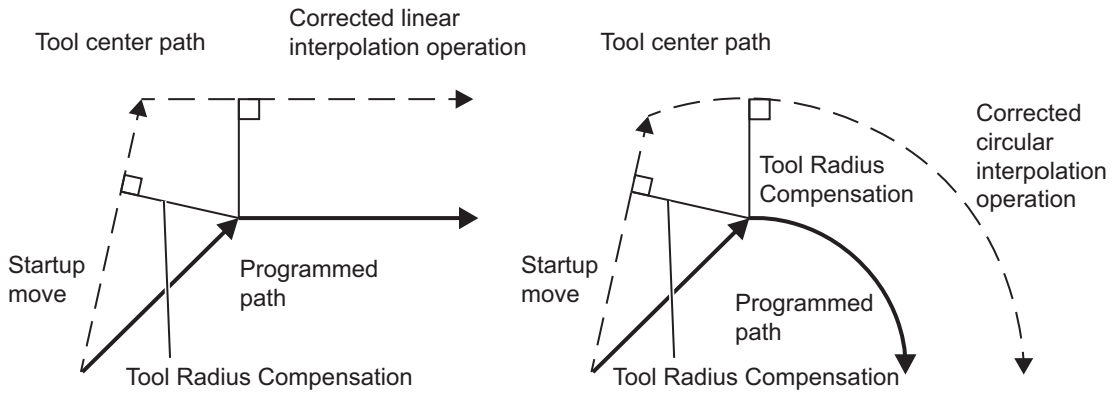 Tool center path
Corrected linear
interpolation operation
Startup
move
Programmed
path
Tool Radius Compensation
Tool center path
Corrected
circular
interpolation
operation
Tool Radius
Compensation
Startup
move
Programmed
path
Tool Radius Compensation